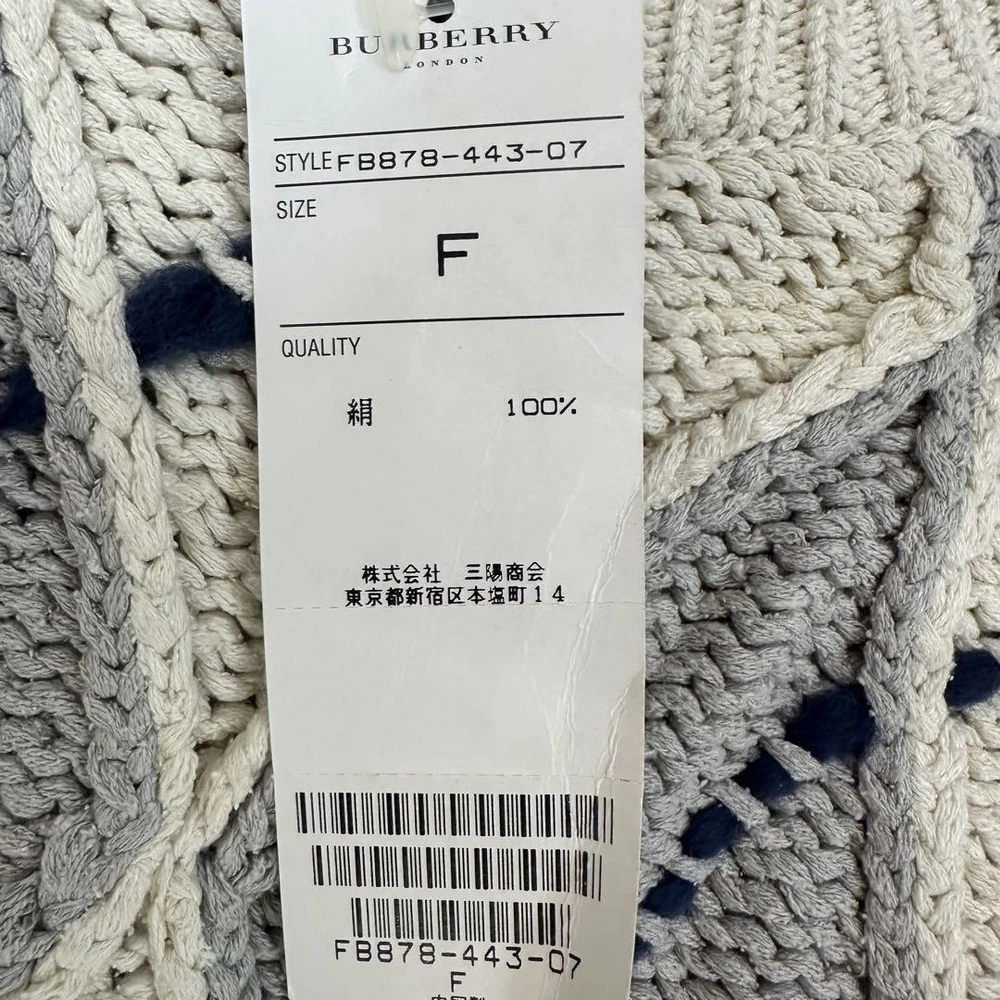 BURBERRY
LONDON
STYLE FB878-443-07
SIZE
F
QUALITY
絹 100%
株式会社 三陽商会
東京都新宿区本塩町14
FB878-443-07
F